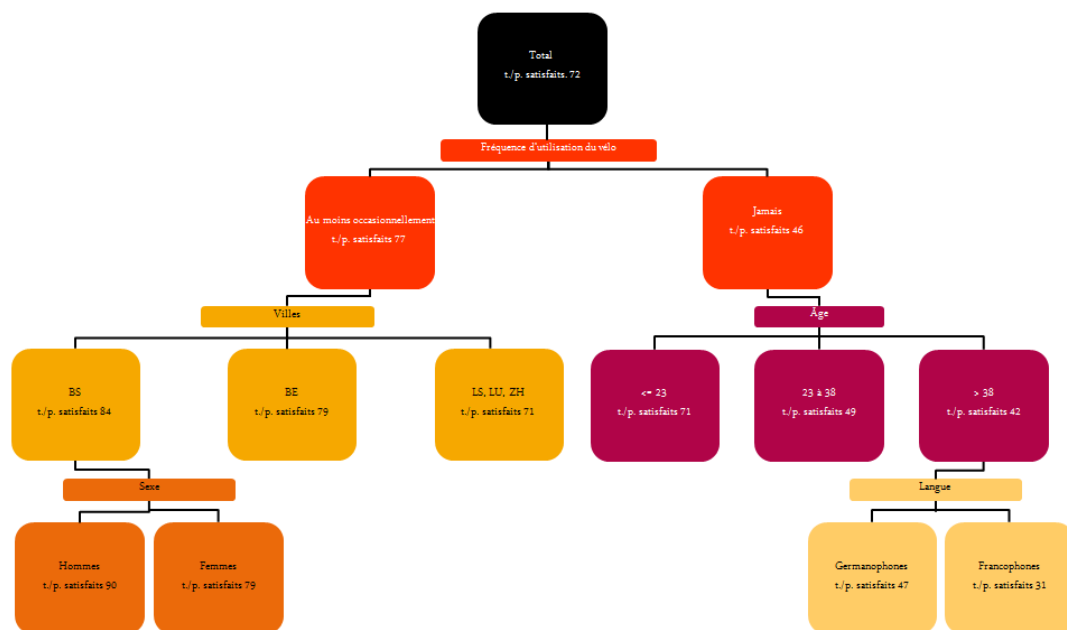 Total
t./p. satisfaits. 72
Fréquence d'utilisation du vélo
Au moins occasionnellement
t./p. satisfaits 77
Jamais
t./p. satisfaits 46
Villes
Âge
BS
t./p. satisfaits 84
BE
t./p. satisfaits 79
LS, LU, ZH
t./p. satisfaits 71
<= 23
t./p. satisfaits 71
23 à 38
t./p. satisfaits 49
> 38
t./p. satisfaits 42
Sexe
Langue
Hommes
t./p. satisfaits 90
Femmes
t./p. satisfaits 79
Germanophones
t./p. satisfaits 47
Francophones
t./p. satisfaits 31